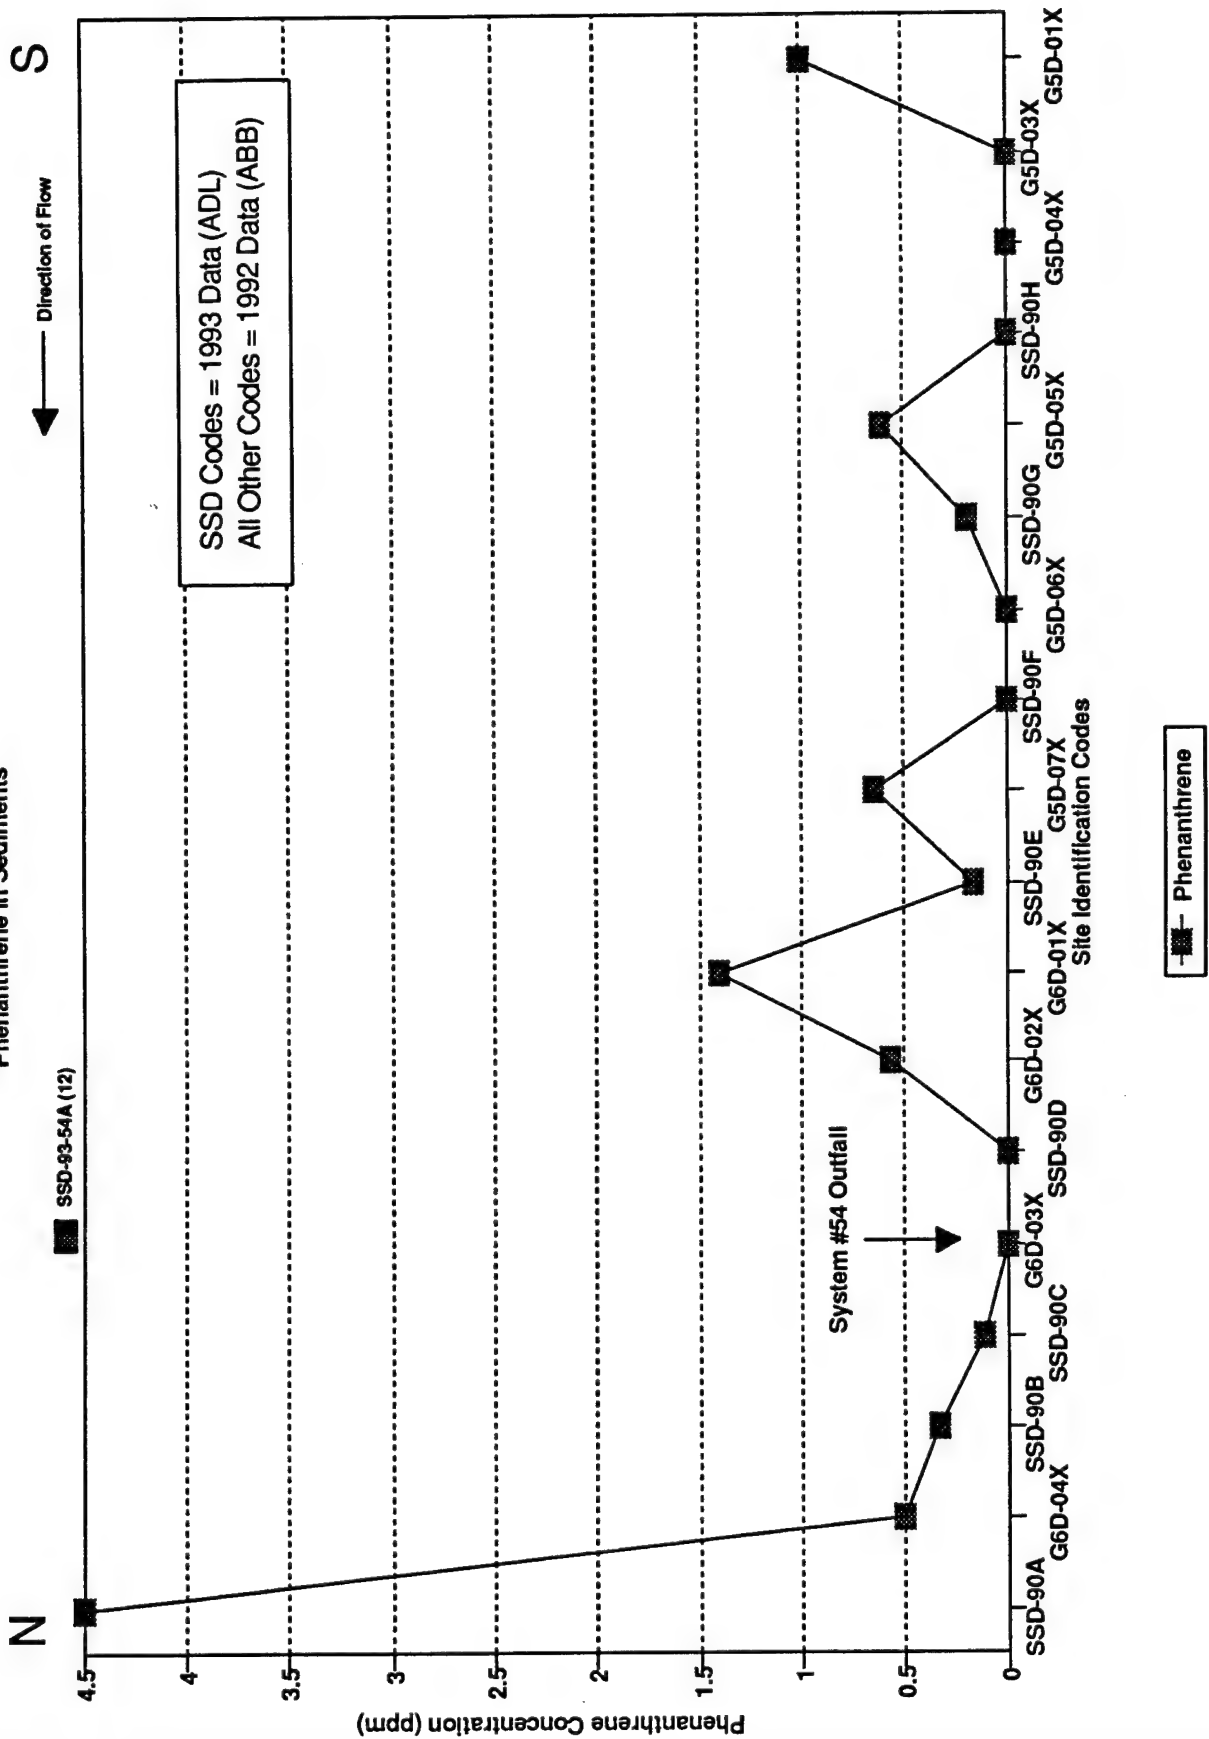 Phenanthrene in Sediments
N
S
Direction of Flow
SSD-93-54A (12)
SSD Codes = 1993 Data (ADL)
All Other Codes = 1992 Data (ABB)
System #54 Outfall
Phenanthrene Concentration (ppm)
4.5
4
3.5
3
2.5
2
1.5
1
0.5
0
SSD-90A
G6D-04X
SSD-90B
SSD-90C
G6D-03X
SSD-90D
G6D-02X
G6D-01X
SSD-90E
G5D-07X
SSD-90F
G5D-06X
SSD-90G
G5D-05X
SSD-90H
G5D-04X
G5D-03X
G5D-01X
Site Identification Codes
Phenanthrene